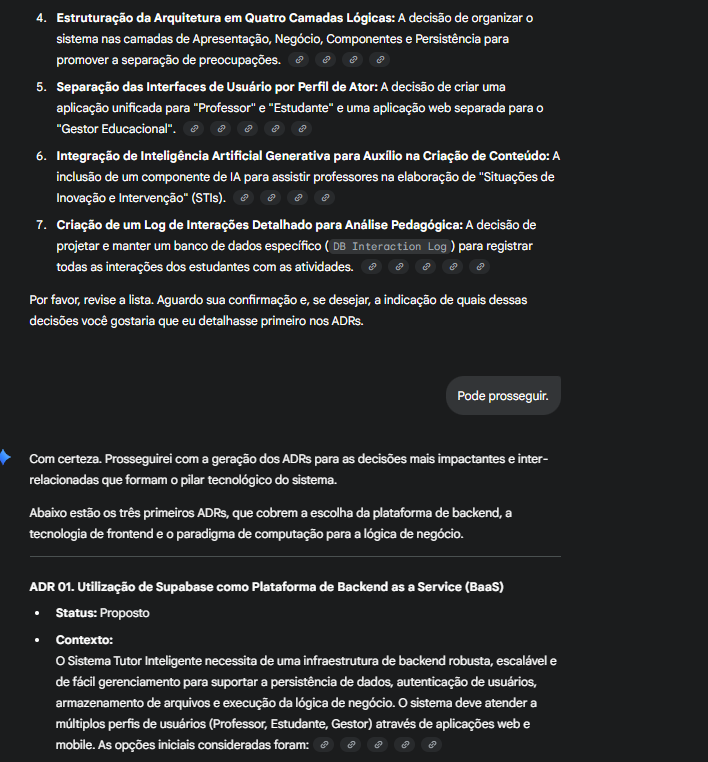 4. Estruturação da Arquitetura em Quatro Camadas Lógicas: A decisão de organizar o
sistema nas camadas de Apresentação, Negócio, Componentes e Persistência para
promover a separação de preocupações.
5. Separação das Interfaces de Usuário por Perfil de Ator: A decisão de criar uma
aplicação unificada para "Professor" e "Estudante" e uma aplicação web separada para o
"Gestor Educacional".
6. Integração de Inteligência Artificial Generativa para Auxílio na Criação de Conteúdo: A
inclusão de um componente de IA para assistir professores na elaboração de "Situações de
Inovação e Intervenção" (STIs).
7. Criação de um Log de Interações Detalhado para Análise Pedagógica: A decisão de
projetar e manter um banco de dados específico (DB Interaction Log) para registrar
todas as interações dos estudantes com as atividades.
Por favor, revise a lista. Aguardo sua confirmação e, se desejar, a indicação de quais dessas
decisões você gostaria que eu detalhasse primeiro nos ADRs.
Pode prosseguir.
Com certeza. Prosseguirei com a geração dos ADRs para as decisões mais impactantes e inter-
relacionadas que formam o pilar tecnológico do sistema.
Abaixo estão os três primeiros ADRs, que cobrem a escolha da plataforma de backend, a
tecnologia de frontend e o paradigma de computação para a lógica de negócio.
ADR 01. Utilização de Supabase como Plataforma de Backend as a Service (BaaS)
• Status: Proposto
• Contexto:
O Sistema Tutor Inteligente necessita de uma infraestrutura de backend robusta, escalável e
de fácil gerenciamento para suportar a persistência de dados, autenticação de usuários,
armazenamento de arquivos e execução da lógica de negócio. O sistema deve atender a
múltiplos perfis de usuários (Professor, Estudante, Gestor) através de aplicações web e
mobile. As opções iniciais consideradas foram: